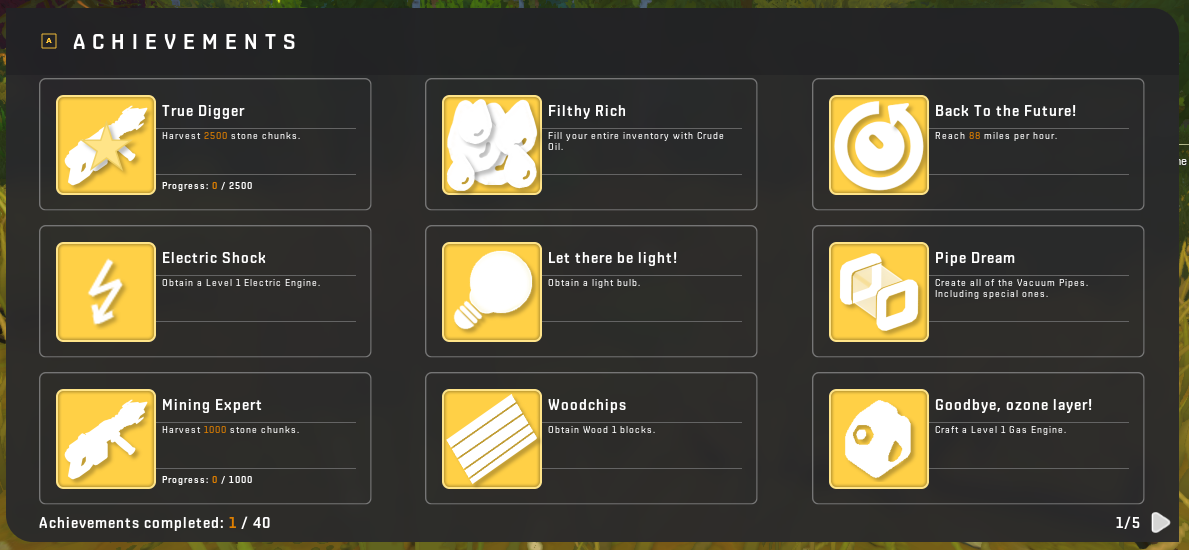 A ACHIEVEMENTS
True Digger
Harvest 2500 stone chunks.
Progress: 0 / 2500
Filthy Rich
Fill your entire inventory with Crude
Oil.
Back To the Future!
Reach 88 miles per hour.
Electric Shock
Obtain a Level 1 Electric Engine.
Let there be light!
Obtain a light bulb.
Pipe Dream
Create all of the Vacuum Pipes.
Including special ones.
Mining Expert
Harvest 1000 stone chunks.
Progress: 0 / 1000
Woodchips
Obtain Wood 1 blocks.
Goodbye, ozone layer!
Craft a Level 1 Gas Engine.
Achievements completed: 1 / 40
1/5